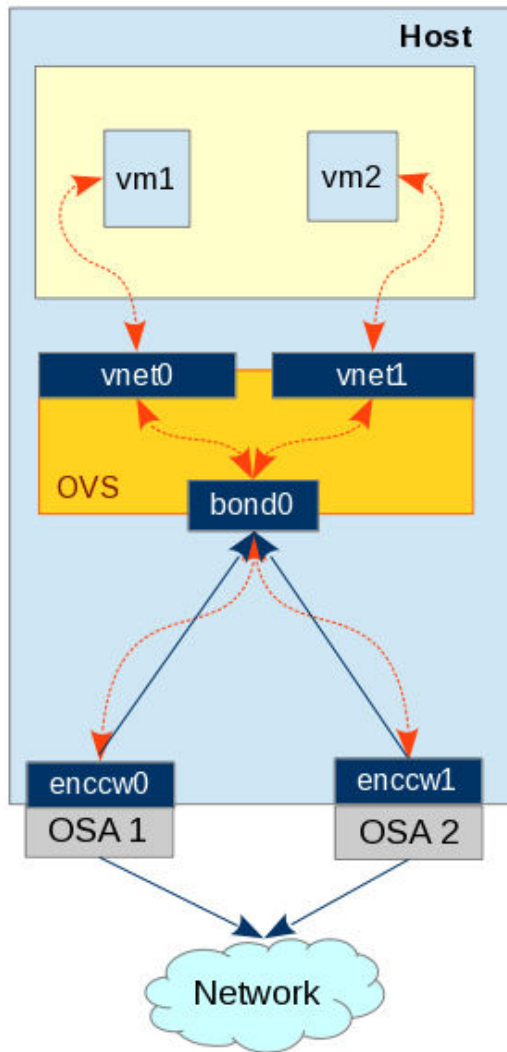 Host
vm1
vm2
vnet0
vnet1
OVS
bond0
enccw0
enccw1
OSA 1
OSA 2
Network